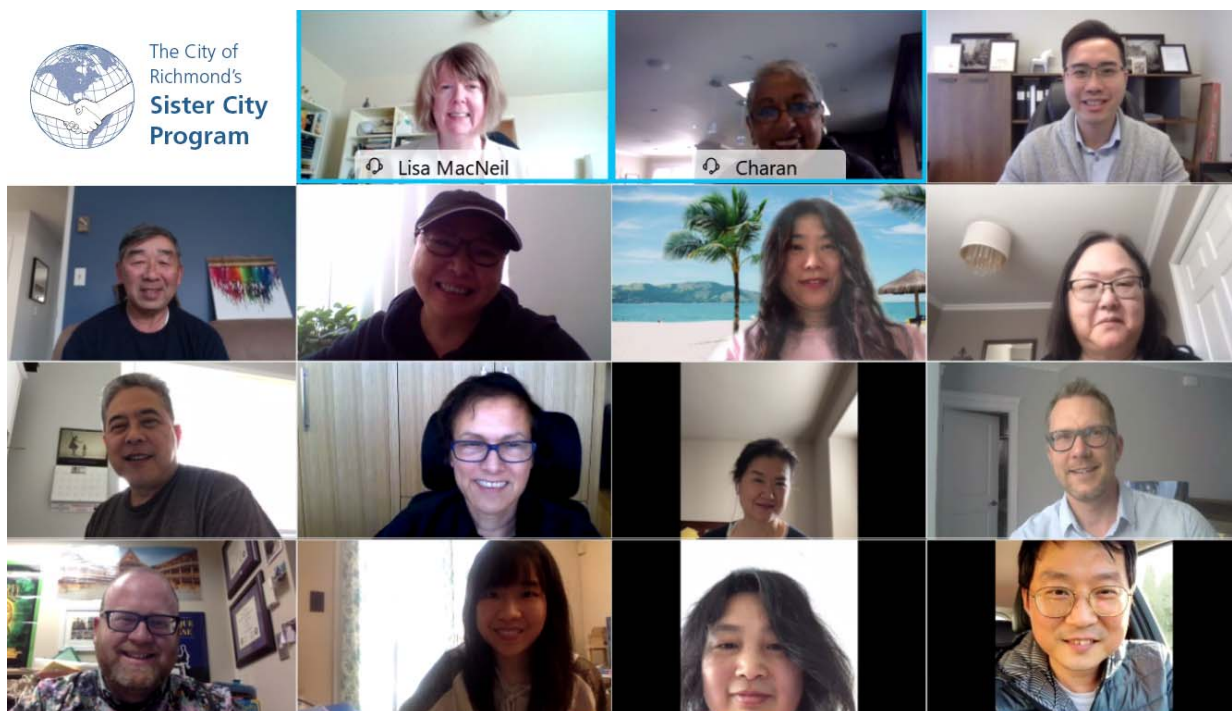 The City of
Richmond's
Sister City
Program
Lisa MacNeil
Charan